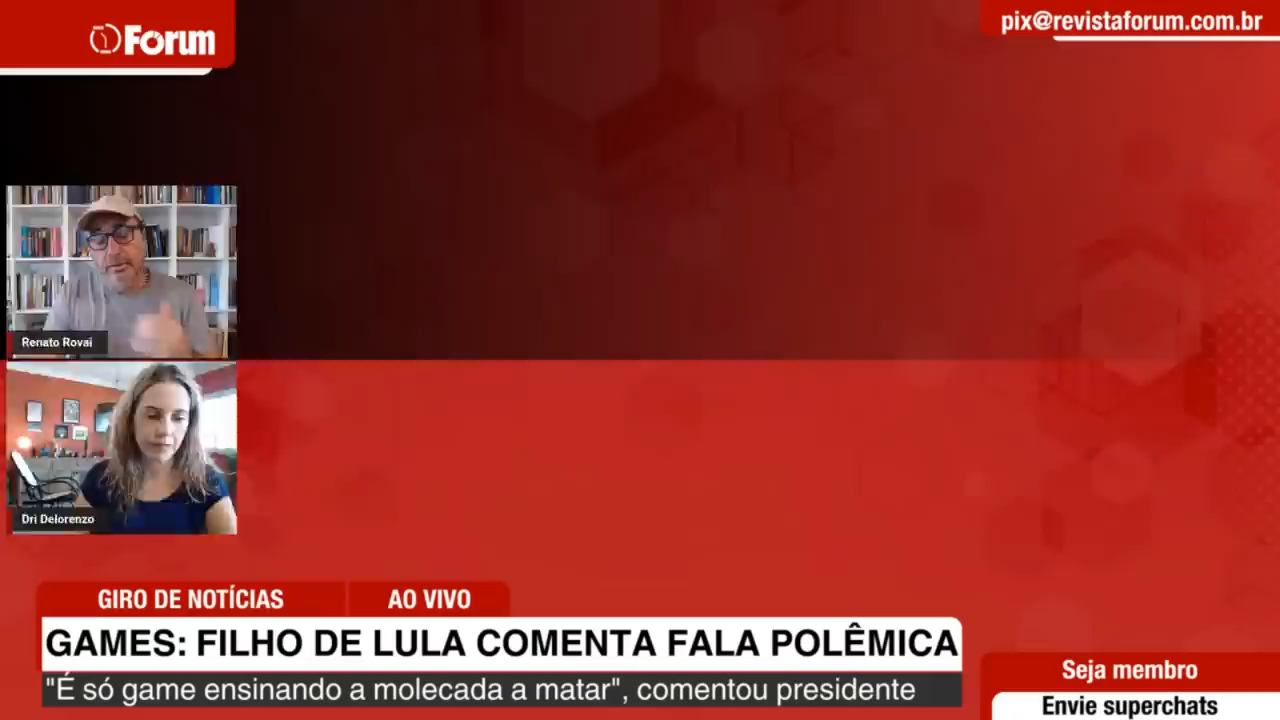 Forum
pix@revistaforum.com.br
Renato Rovai
Dri Delorenzo
GIRO DE NOTÍCIAS
AO VIVO
GAMES: FILHO DE LULA COMENTA FALA POLÊMICA
"É só game ensinando a molecada a matar", comentou presidente
Seja membro
Envie superchats